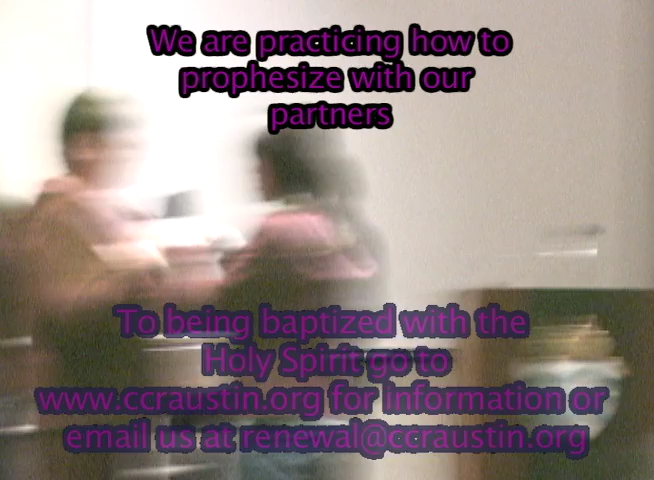 We are practicing how to
prophesize with our
partners
To being baptized with the
Holy Spirit go to
www.ccraustin.org for information or
email us at renewal@ccraustin.org